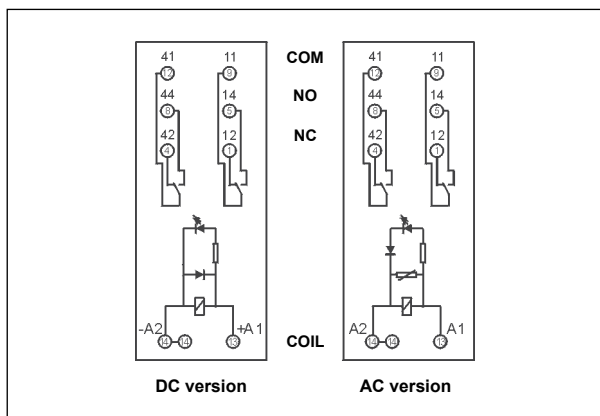 41 11 COM 41 11
12 9 12 9
44 14 NO 44 14
8 5 8 5
42 12 NC 42 12
4 1 4 1
-A2 +A1 A2 A1
14 14 13 COIL 14 14 13
DC version AC version